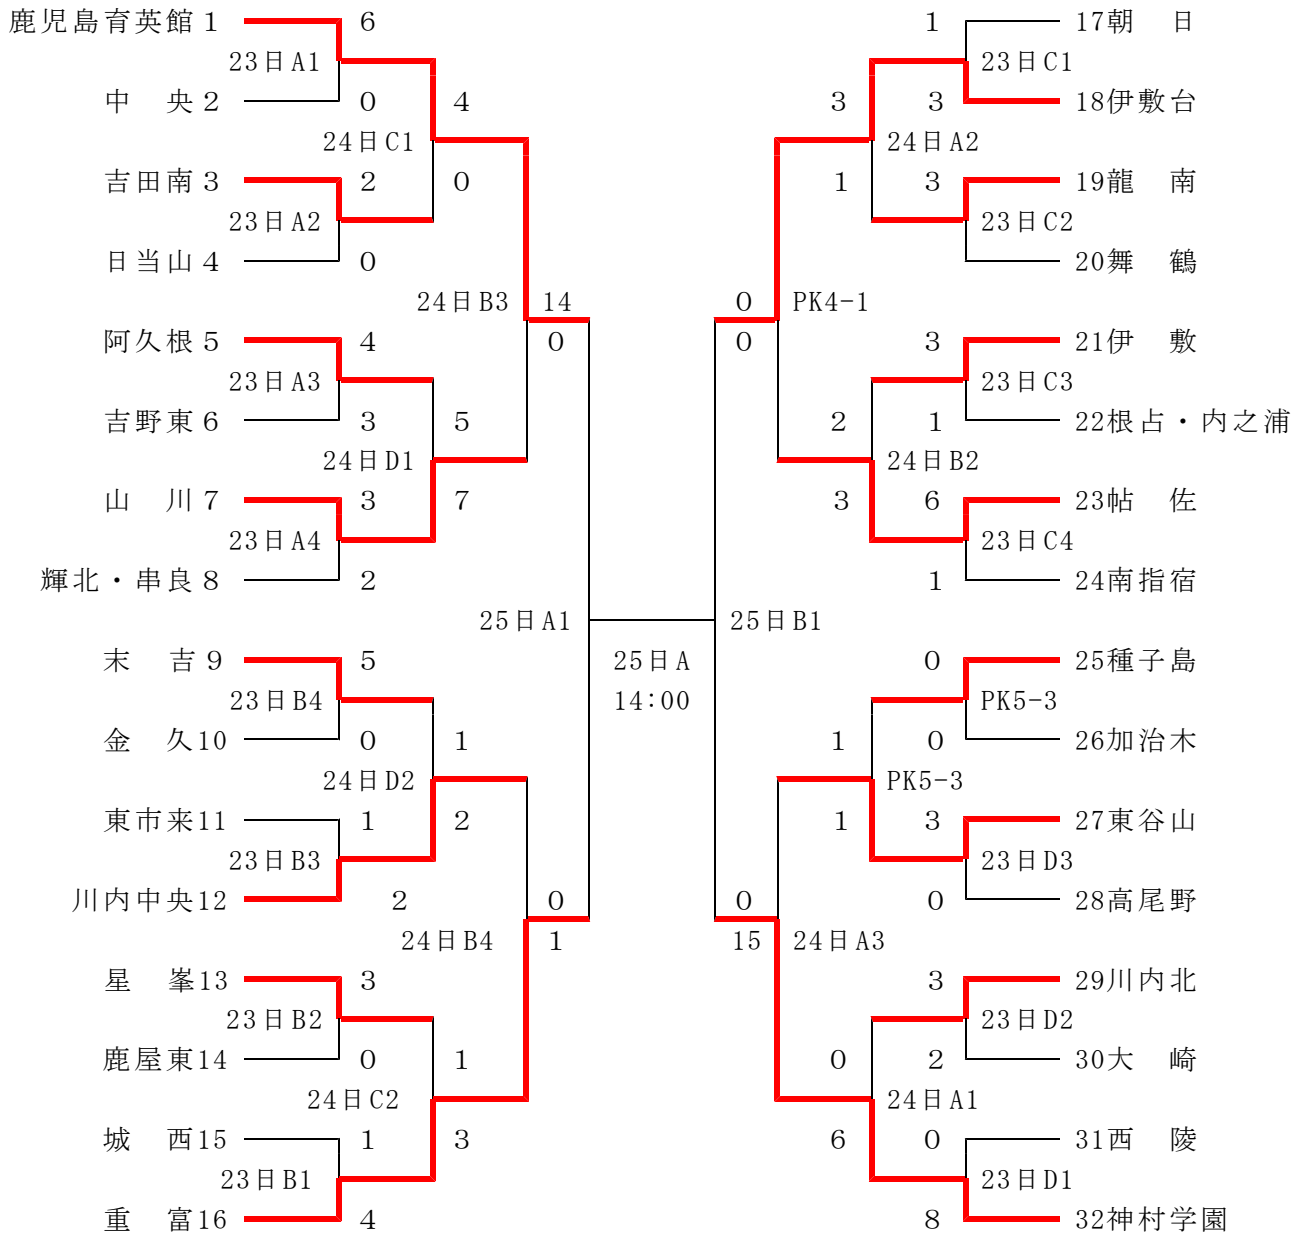 鹿児島育英館 1 6 1 17朝 日
23日A1 23日C1
中 央 2 0 4 3 3 18伊敷台
24日C1 24日A2
吉田南 3 2 0 1 3 19龍 南
23日A2 23日C2
日当山 4 0 20舞 鶴
24日B3 14 0 PK4-1
阿久根 5 4 0 0 3 21伊 敷
23日A3 23日C3
吉野東 6 3 5 2 1 22根占・内之浦
24日D1 24日B2
山 川 7 3 7 3 6 23帖 佐
23日A4 23日C4
輝北・串良 8 2 1 24南指宿
25日A1 25日B1
末 吉 9 5 25日A 0 25種子島
23日B4 14:00 PK5-3
金 久10 0 1 1 0 26加治木
24日D2 PK5-3
東市来11 1 2 1 3 27東谷山
23日B3 23日D3
川内中央12 2 0 0 0 28高尾野
24日B4 1 15 24日A3
星 峯13 3 3 29川内北
23日B2 23日D2
鹿屋東14 0 1 0 2 30大 崎
24日C2 24日A1
城 西15 1 3 6 0 31西 陵
23日B1 23日D1
重 富16 4 8 32神村学園